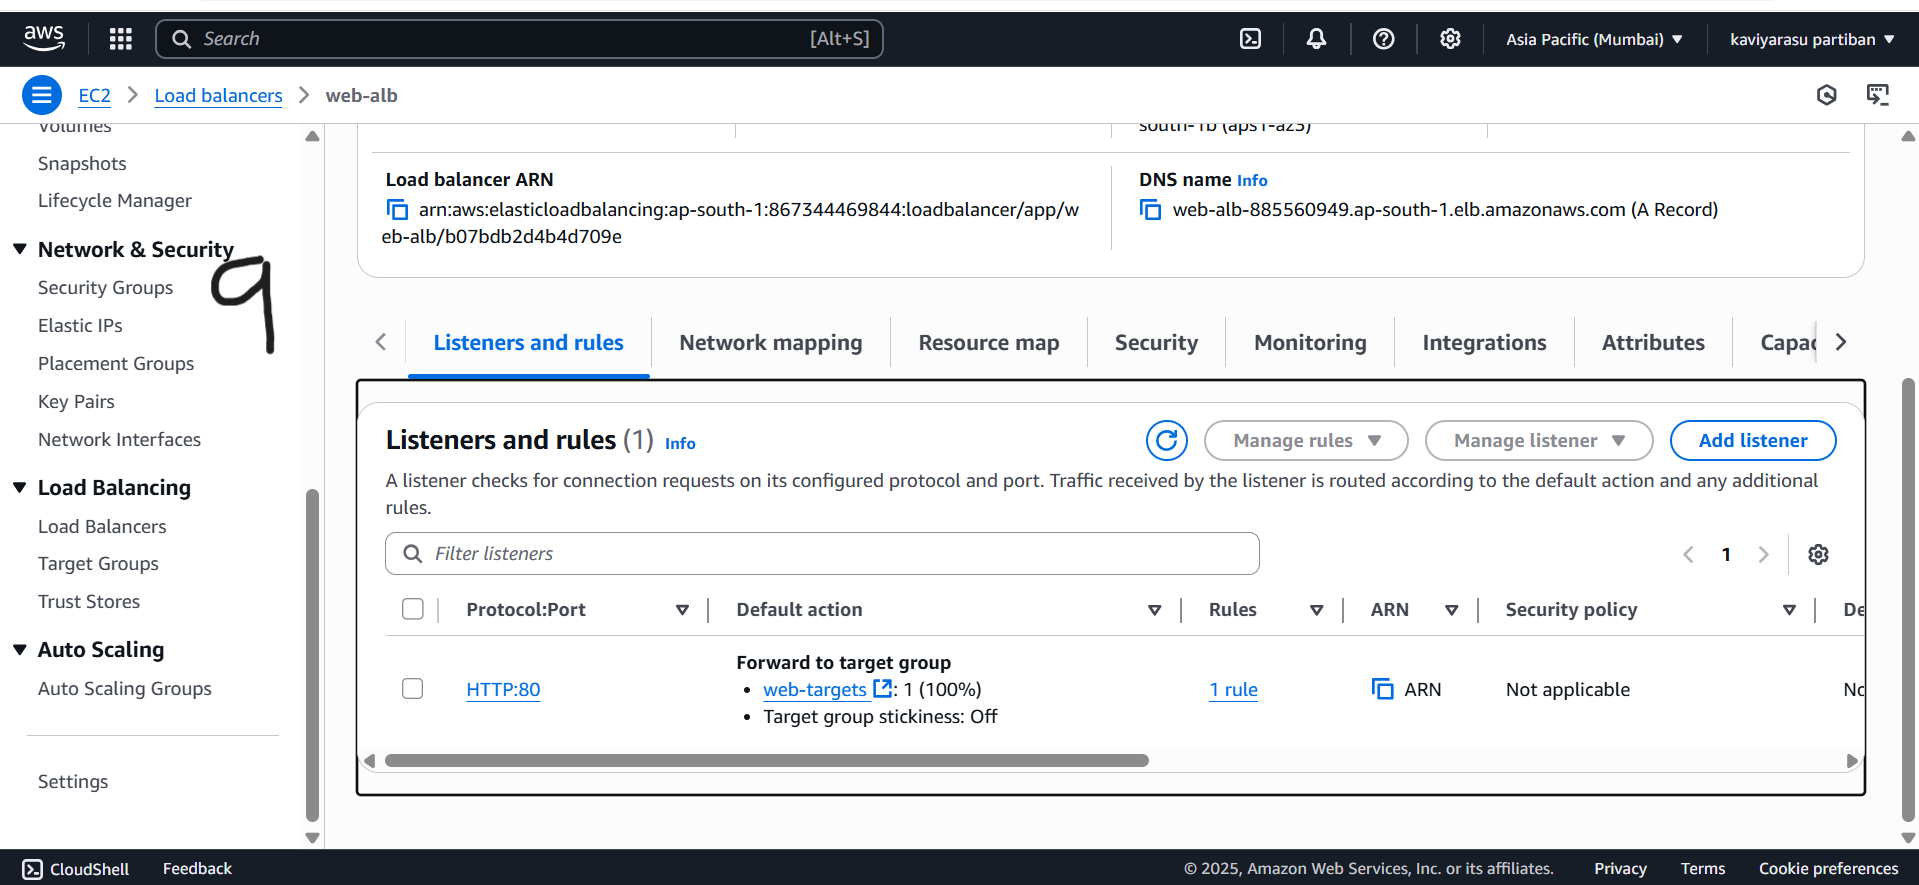 aws
Search [Alt+S]
Asia Pacific (Mumbai)
kaviyarasu partiban
EC2 > Load balancers > web-alb
Volumes
Snapshots
Lifecycle Manager
Network & Security
Security Groups
Elastic IPs
Placement Groups
Key Pairs
Network Interfaces
Load Balancing
Load Balancers
Target Groups
Trust Stores
Auto Scaling
Auto Scaling Groups
Settings
9
south-1b (aps1-az3)
Load balancer ARN
arn:aws:elasticloadbalancing:ap-south-1:867344469844:loadbalancer/app/w
eb-alb/b07bdb2d4b4d709e
DNS name Info
web-alb-885560949.ap-south-1.elb.amazonaws.com (A Record)
Listeners and rules Network mapping Resource map Security Monitoring Integrations Attributes Capac
Listeners and rules (1) Info
Manage rules Manage listener Add listener
A listener checks for connection requests on its configured protocol and port. Traffic received by the listener is routed according to the default action and any additional
rules.
Filter listeners
1
Protocol:Port Default action Rules ARN Security policy De
Forward to target group
HTTP:80 • web-targets : 1 (100%) 1 rule ARN Not applicable No
• Target group stickiness: Off
CloudShell Feedback © 2025, Amazon Web Services, Inc. or its affiliates. Privacy Terms Cookie preferences